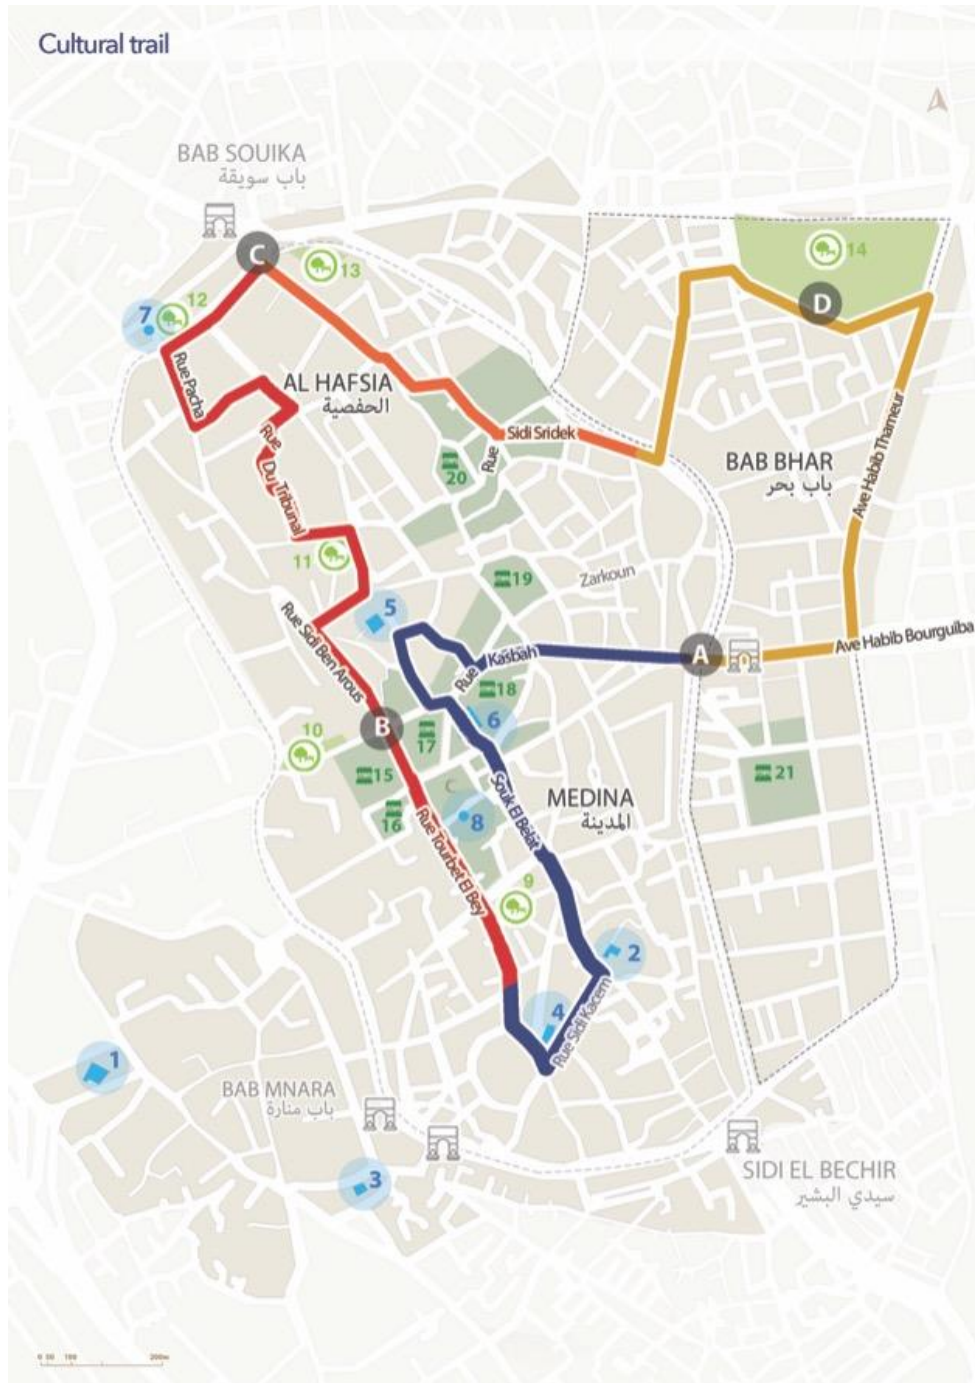 Cultural trail
BAB SOUIKA
باب سويقة
C
13
14
12
7
D
Rue Pacha
AL HAFSIA
الحفصية
Rue
Du Tribunal
Sidi Sridek
Rue
20
BAB BHAR
باب بحر
Ave Habib Thameur
11
19
Zarkoun
5
Rue Sidi Ben Arous
Rue
Kasbah
A
Ave Habib Bourguiba
18
6
10
B
17
15
16
21
Souk El Belat
MEDINA
المدينة
8
Rue Tourbet El Bey
9
2
4
Rue Sidi Kacem
1
BAB MNARA
باب منارة
3
SIDI EL BECHIR
سيدي البشير
0 50 100 200m